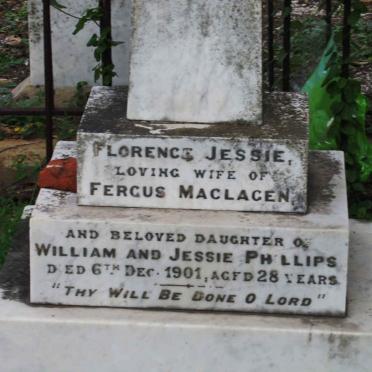 FLORENCE JESSIE,
LOVING WIFE OF
FERGUS MACLAGEN
AND BELOVED DAUGHTER OF
WILLIAM AND JESSIE PHILLIPS
DIED 6TH DEC. 1901, AGED 28 YEARS
"THY WILL BE DONE O LORD"